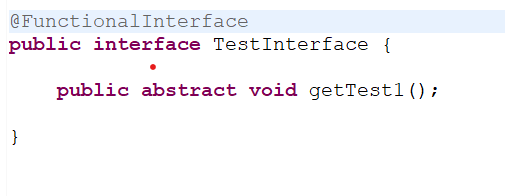 @FunctionalInterface
public interface TestInterface {
public abstract void getTest1();
}